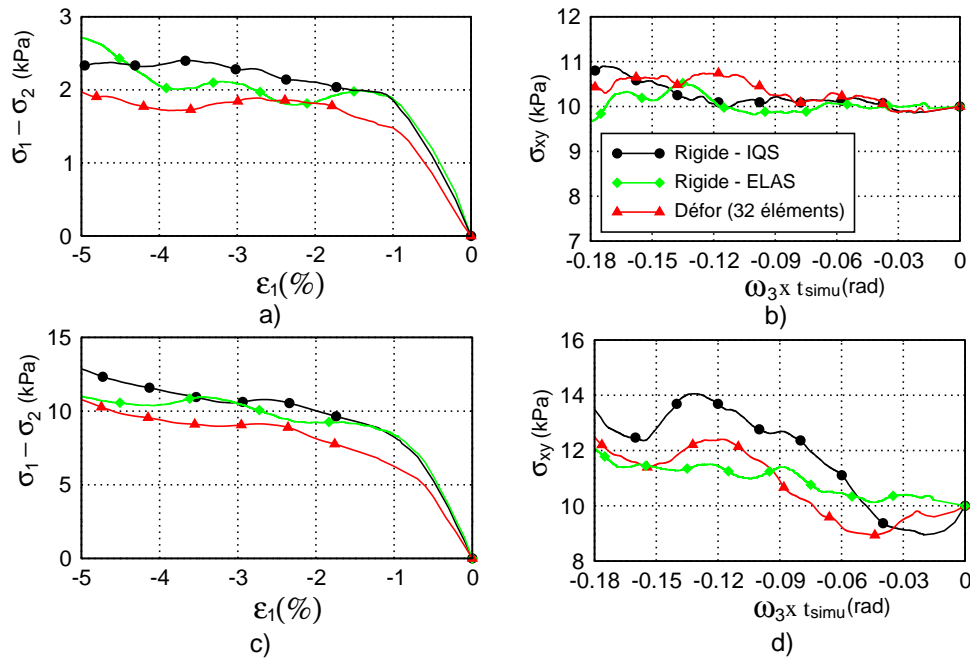 σ1 − σ2 (kPa)
3
2
1
0
-5 -4 -3 -2 -1 0
ε1(%)
a)
σxy (kPa)
12
11
10
9
8
7
Rigide - IQS
Rigide - ELAS
Défor (32 éléments)
-0.18 -0.15 -0.12 -0.09 -0.06 -0.03 0
ω3 x tsimu(rad)
b)
σ1 − σ2 (kPa)
15
10
5
0
-5 -4 -3 -2 -1 0
ε1(%)
c)
σxy (kPa)
16
14
12
10
8
-0.18 -0.15 -0.12 -0.09 -0.06 -0.03 0
ω3 x tsimu(rad)
d)